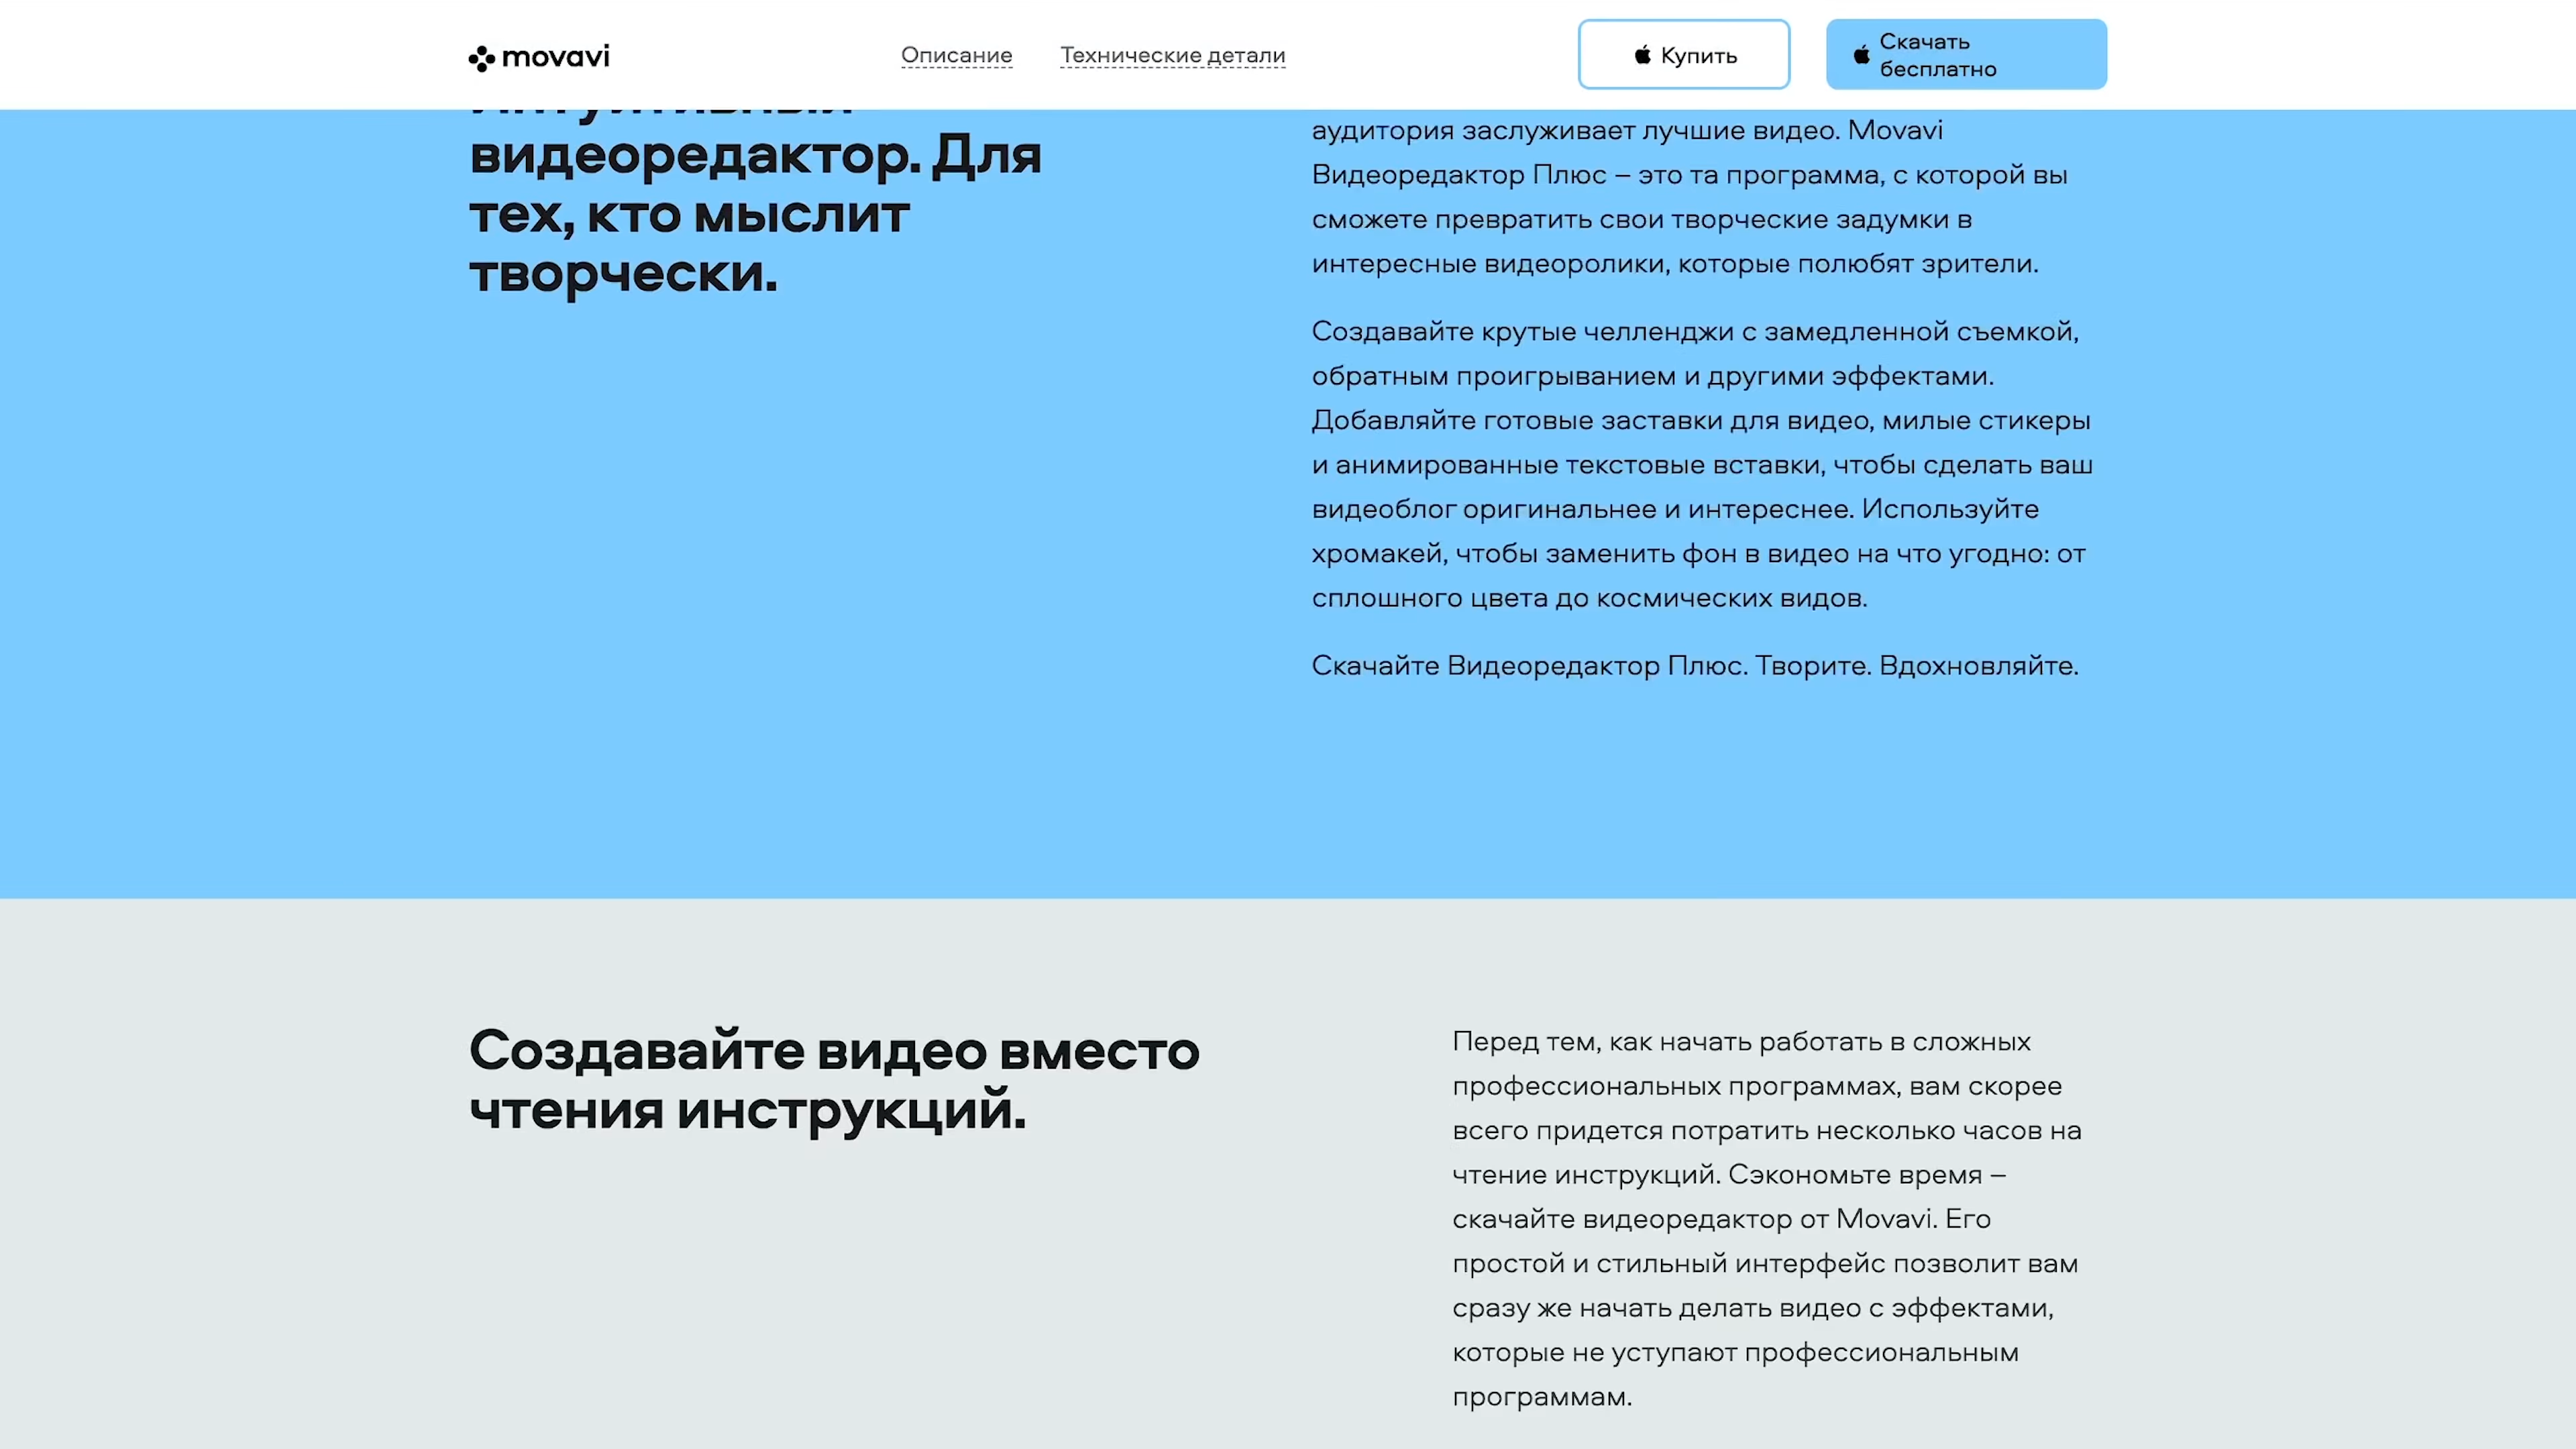 movavi
Описание
Технические детали
Купить
Скачать
бесплатно
видеоредактор. Для
тех, кто мыслит
творчески.
аудитория заслуживает лучшие видео. Movavi
Видеоредактор Плюс – это та программа, с которой вы
сможете превратить свои творческие задумки в
интересные видеоролики, которые полюбят зрители.
Создавайте крутые челленджи с замедленной съемкой,
обратным проигрыванием и другими эффектами.
Добавляйте готовые заставки для видео, милые стикеры
и анимированные текстовые вставки, чтобы сделать ваш
видеоблог оригинальнее и интереснее. Используйте
хромакей, чтобы заменить фон в видео на что угодно: от
сплошного цвета до космических видов.
Скачайте Видеоредактор Плюс. Творите. Вдохновляйте.
Создавайте видео вместо
чтения инструкций.
Перед тем, как начать работать в сложных
профессиональных программах, вам скорее
всего придется потратить несколько часов на
чтение инструкций. Сэкономьте время –
скачайте видеоредактор от Movavi. Его
простой и стильный интерфейс позволит вам
сразу же начать делать видео с эффектами,
которые не уступают профессиональным
программам.